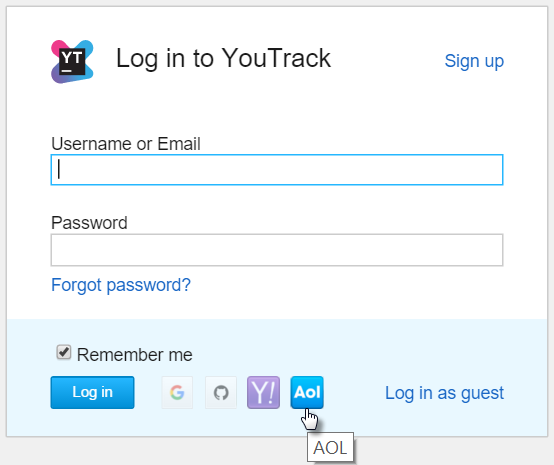 YT
Log in to YouTrack
Sign up
Username or Email
Password
Forgot password?
Remember me
Log in
G
Y!
Aol
Log in as guest
AOL